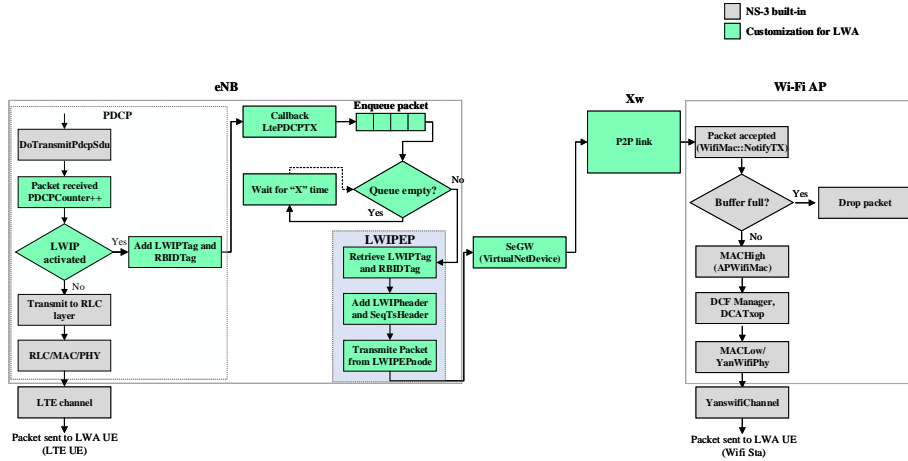 NS-3 built-in
Customization for LWA
eNB
PDCP
DoTransmitPdcpSdu
Packet received
PDCPCounter++
LWIP
activated
Yes
No
Add LWIPTag and
RBIDTag
Transmit to RLC
layer
RLC/MAC/PHY
LTE channel
Packet sent to LWA UE
(LTE UE)
Callback
LtePDCPTX
Enqueue packet
Wait for “X” time
Queue empty?
No
Yes
LWIPEP
Retrieve LWIPTag
and RBIDTag
Add LWIPheader
and SeqTsHeader
Transmite Packet
from LWIPEPnode
SeGW
(VirtualNetDevice)
Xw
P2P link
Wi-Fi AP
Packet accepted
(WifiMac::NotifyTX)
Buffer full?
Yes
Drop packet
No
MACHigh
(APWifiMac)
DCF Manager,
DCATxop
MACLow/
YanWifiPhy
YanswifiChannel
Packet sent to LWA UE
(Wifi Sta)